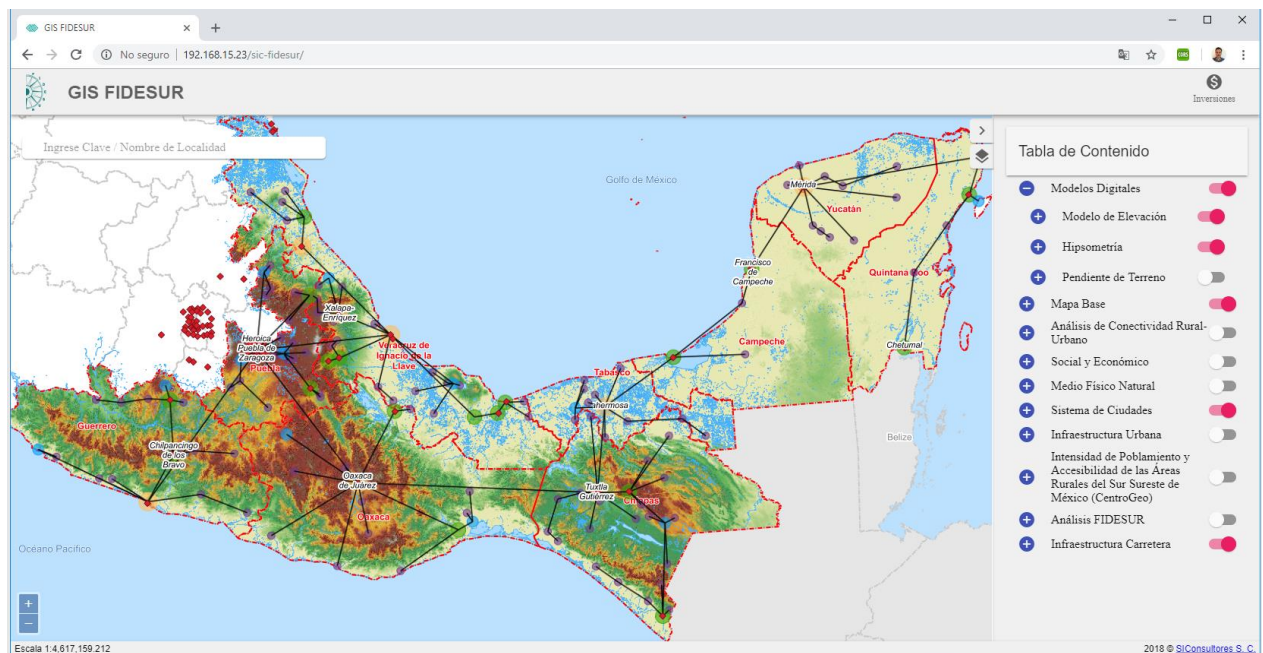 GIS FIDESUR
No seguro | 192.168.15.23/sic-fidesur/
CORS
GIS FIDESUR
Inversiones
Ingrese Clave / Nombre de Localidad
Golfo de México
Mérida
Yucatán
Francisco
de
Campeche
Quintana Roo
Xalapa-
Enríquez
Heroica
Puebla de
Zaragoza
Puebla
Veracruz de
Ignacio de la
Llave
Campeche
Chetumal
Tabasco
ahermosa
Guerrero
Chilpancingo
de los
Bravo
Belize
Oaxaca
de Juárez
Tuxtla
Gutiérrez
Chiapas
Oaxaca
Océano Pacífico
+
−
Escala 1:4,617,159.212
Tabla de Contenido
Modelos Digitales
Modelo de Elevación
Hipsometría
Pendiente de Terreno
Mapa Base
Análisis de Conectividad Rural-
Urbano
Social y Económico
Medio Físico Natural
Sistema de Ciudades
Infraestructura Urbana
Intensidad de Poblamiento y
Accesibilidad de las Áreas
Rurales del Sur Sureste de
México (CentroGeo)
Análisis FIDESUR
Infraestructura Carretera
2018 © SIConsultores S. C.